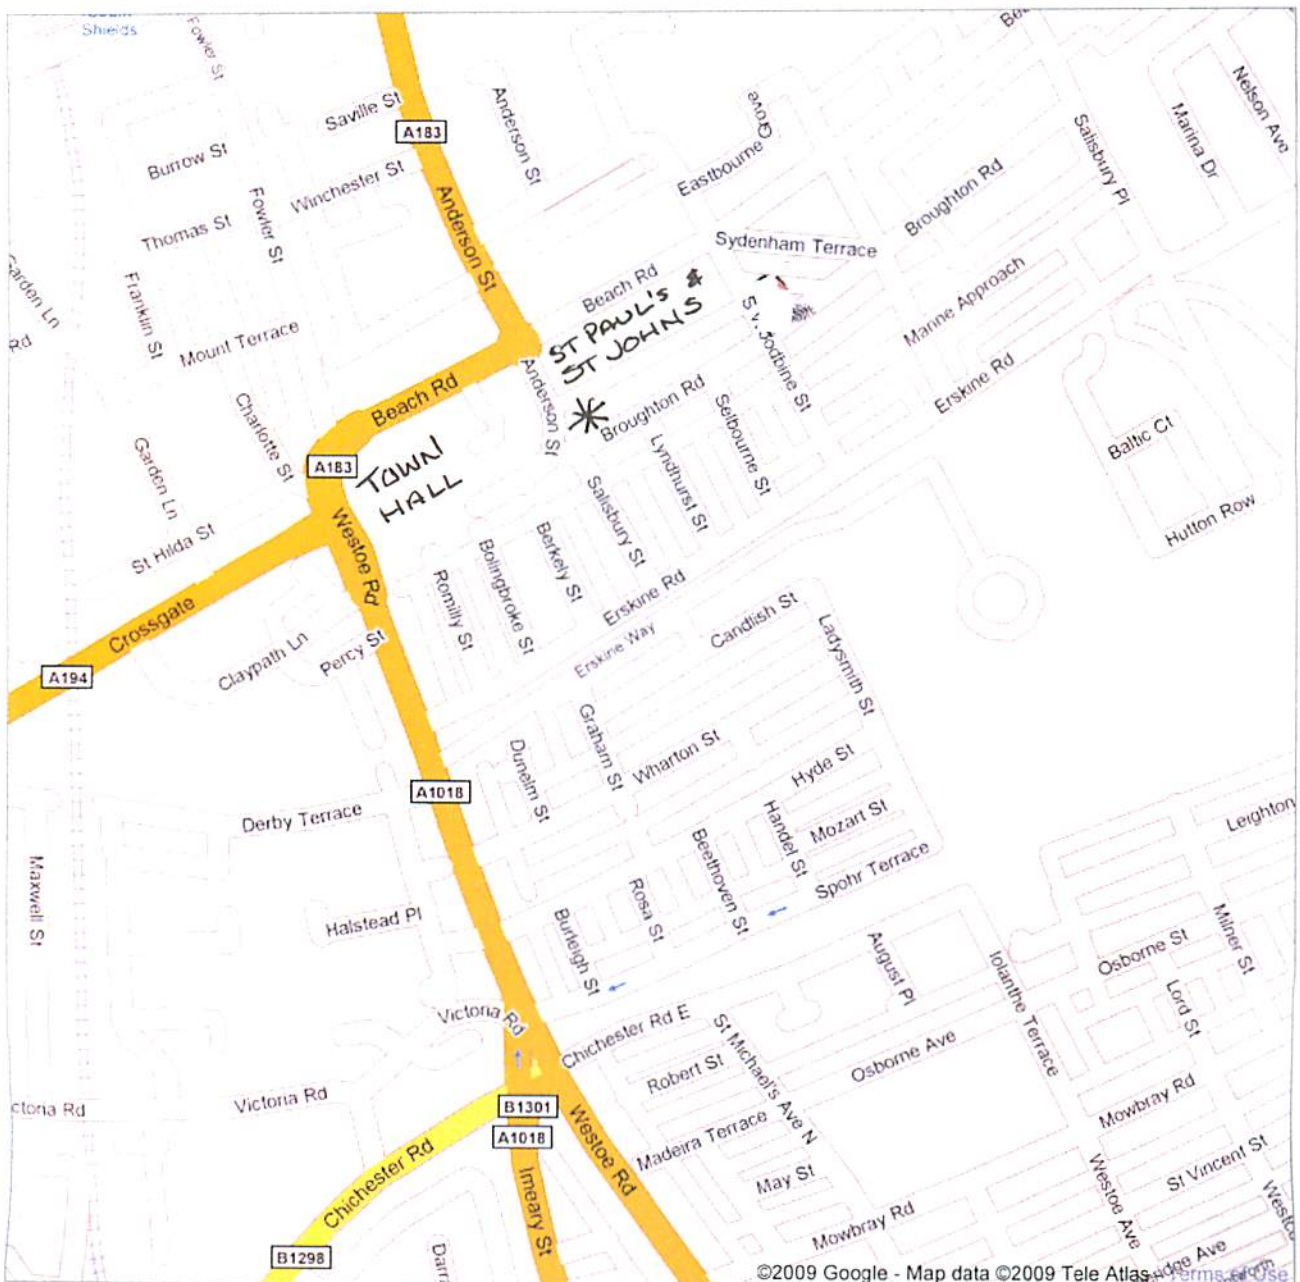 Shields
Fowler St
Saville St
A183
Anderson St
Grove
Eastbourne
Nelson Ave
Marina Dr
Salisbury Pl
Burrow St
Winchester St
Fowler St
Anderson St
Broughton Rd
Thomas St
Sydenham Terrace
Garden Ln
Franklin St
Beach Rd
Marine Approach
Rd
Mount Terrace
ST PAUL'S &
ST JOHNS
Erskine Rd
Beach Rd
Anderson St
Broughton Rd
Selbourne St
Charlotte St
Lyndhurst St
Baltic Ct
Garden Ln
A183
TOWN
HALL
Salisbury St
Hutton Row
St Hilda St
Westoe Rd
Berkely St
Bolingbroke St
Romilly St
Erskine Rd
Crossgate
Candlish St
Ladysmith St
Erskine Way
Claypath Ln
Percy St
A194
Graham St
Wharton St
Dunelm St
Hyde St
A1018
Derby Terrace
Handel St
Mozart St
Leighton
Beethoven St
Spohr Terrace
Maxwell St
Rosa St
Halstead Pl
Burleigh St
Milner St
August Pl
Osborne St
Iolanthe Terrace
Lord St
Victoria Rd
Chichester Rd E
St Michael's Ave N
Osborne Ave
Robert St
Mowbray Rd
ctoria Rd
Victoria Rd
B1301
A1018
Westoe Rd
Madeira Terrace
St Vincent St
Chichester Rd
May St
Westoe Ave
Imeary St
Mowbray Rd
B1298
©2009 Google - Map data ©2009 Tele Atlas - Terms of Use